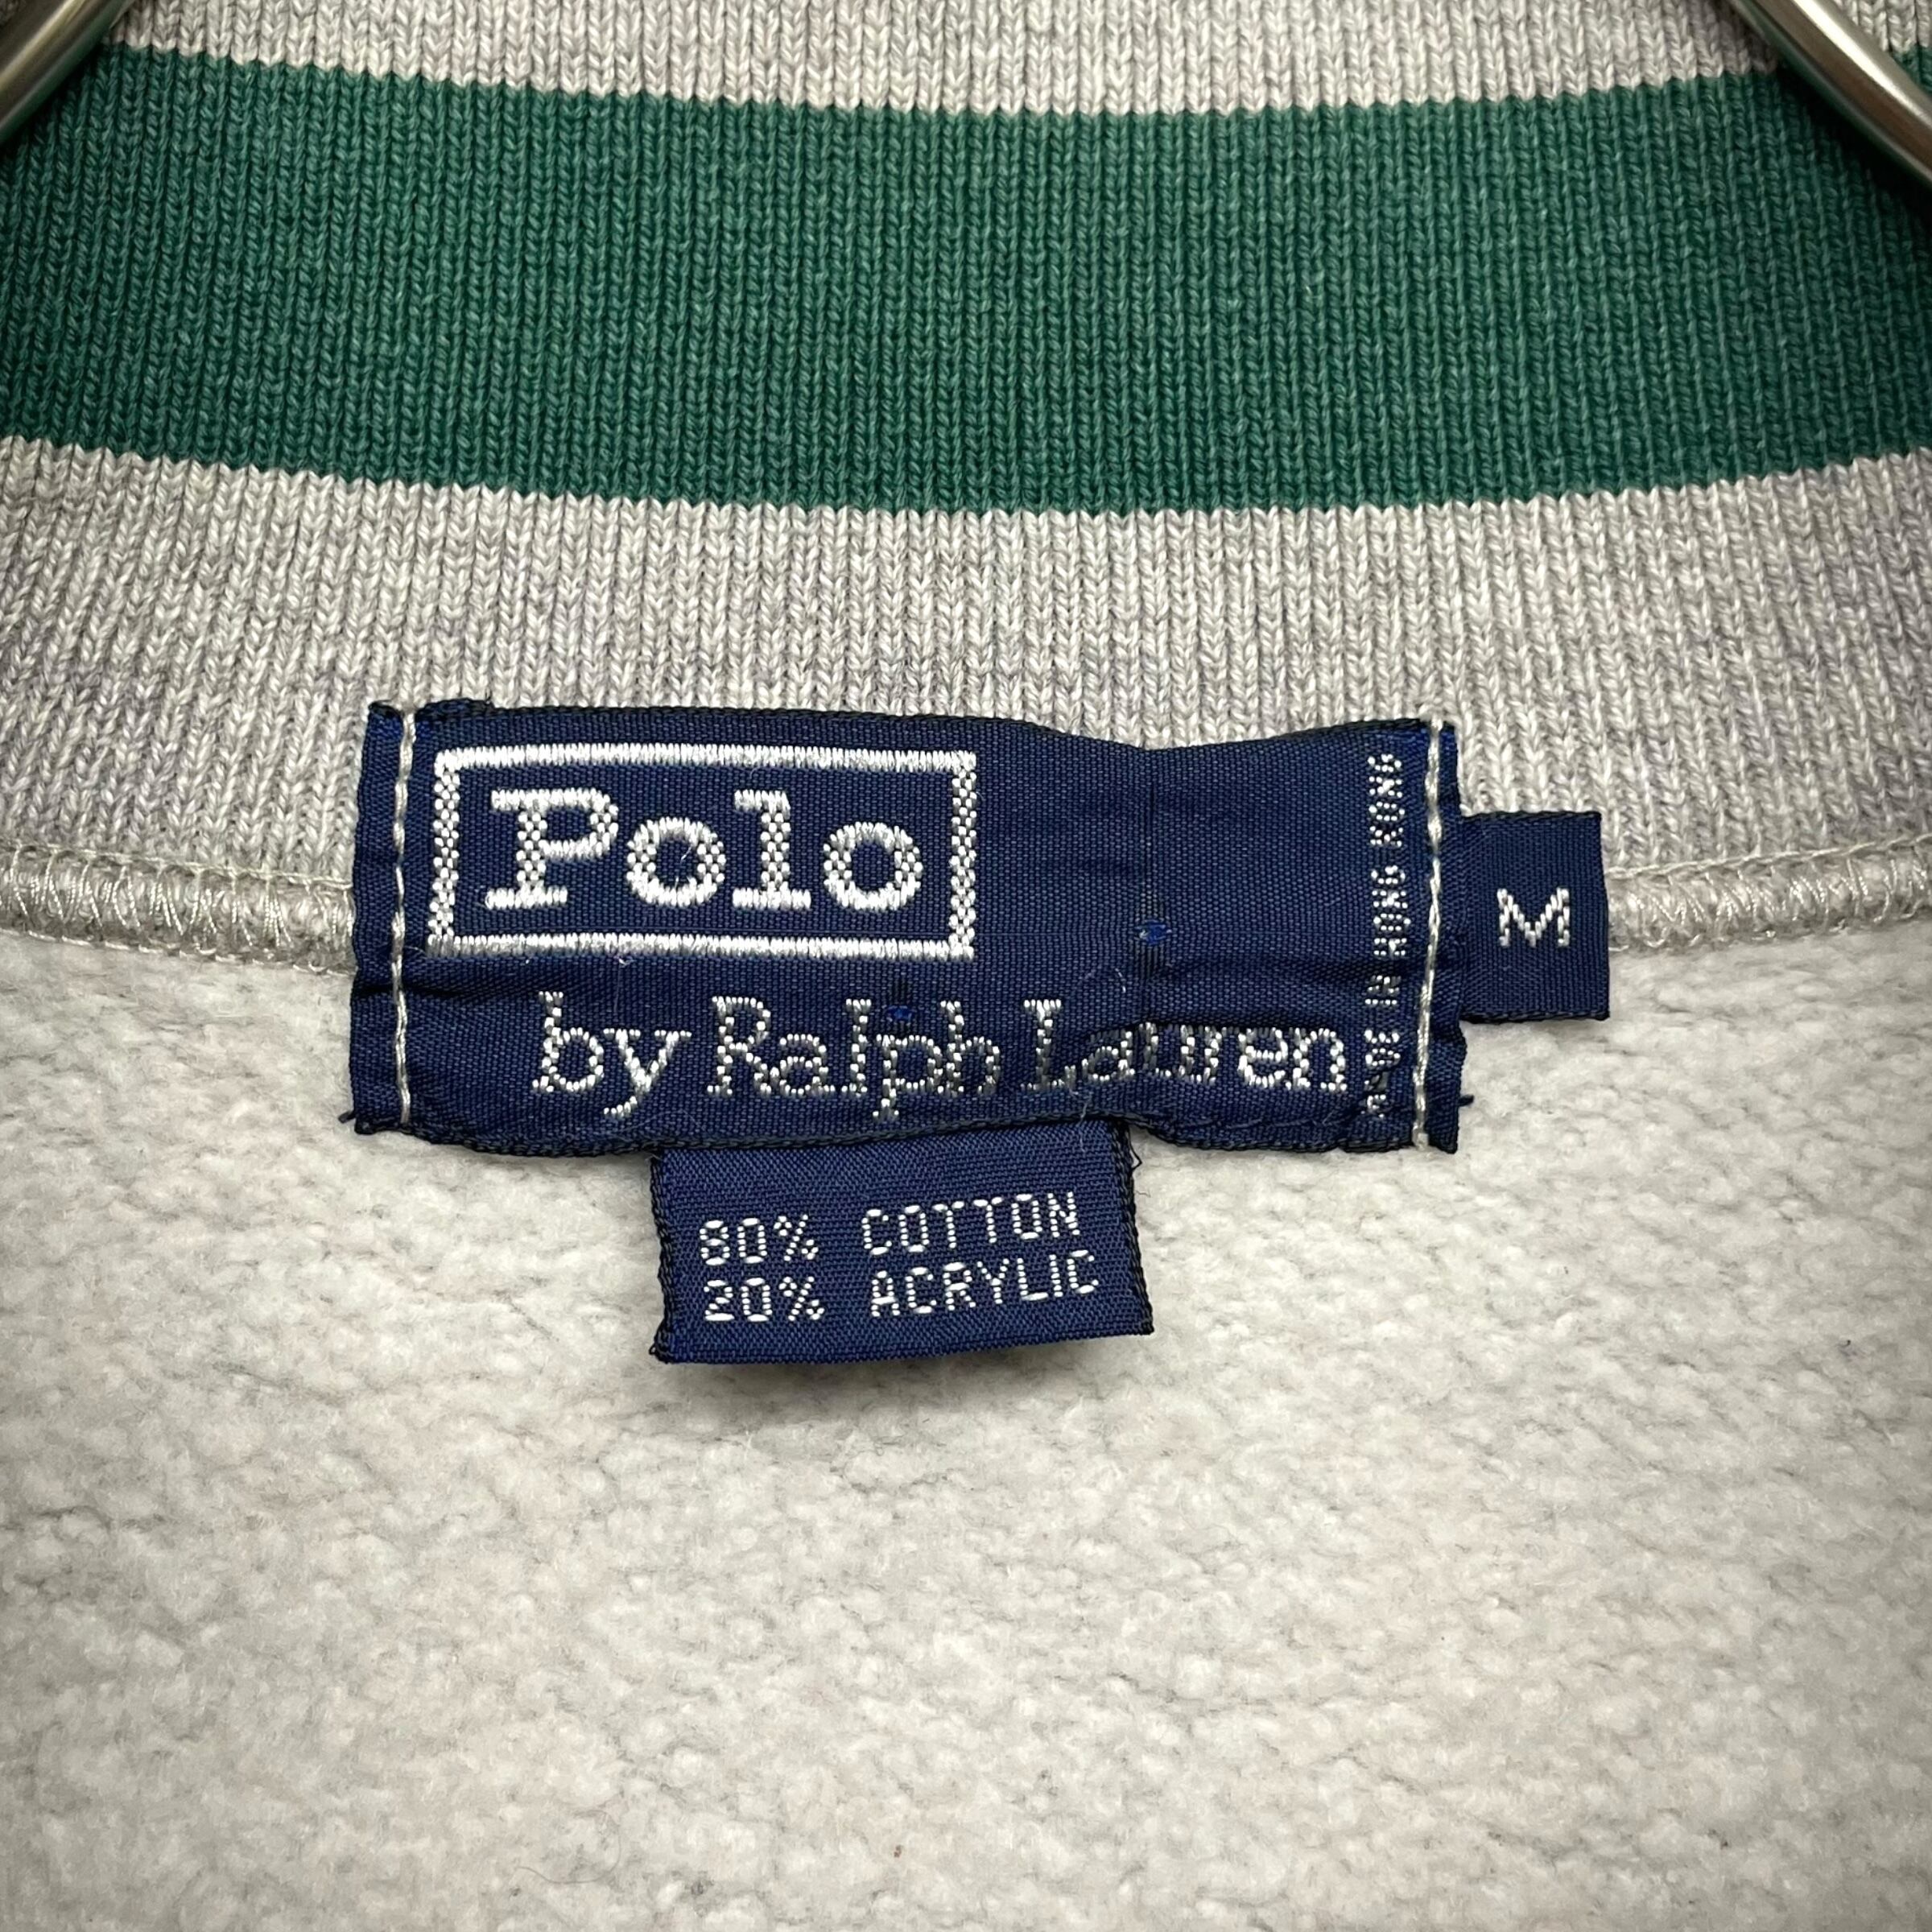 Polo
by Ralph Lauren
MADE IN HONG KONG
M
80% COTTON
20% ACRYLIC